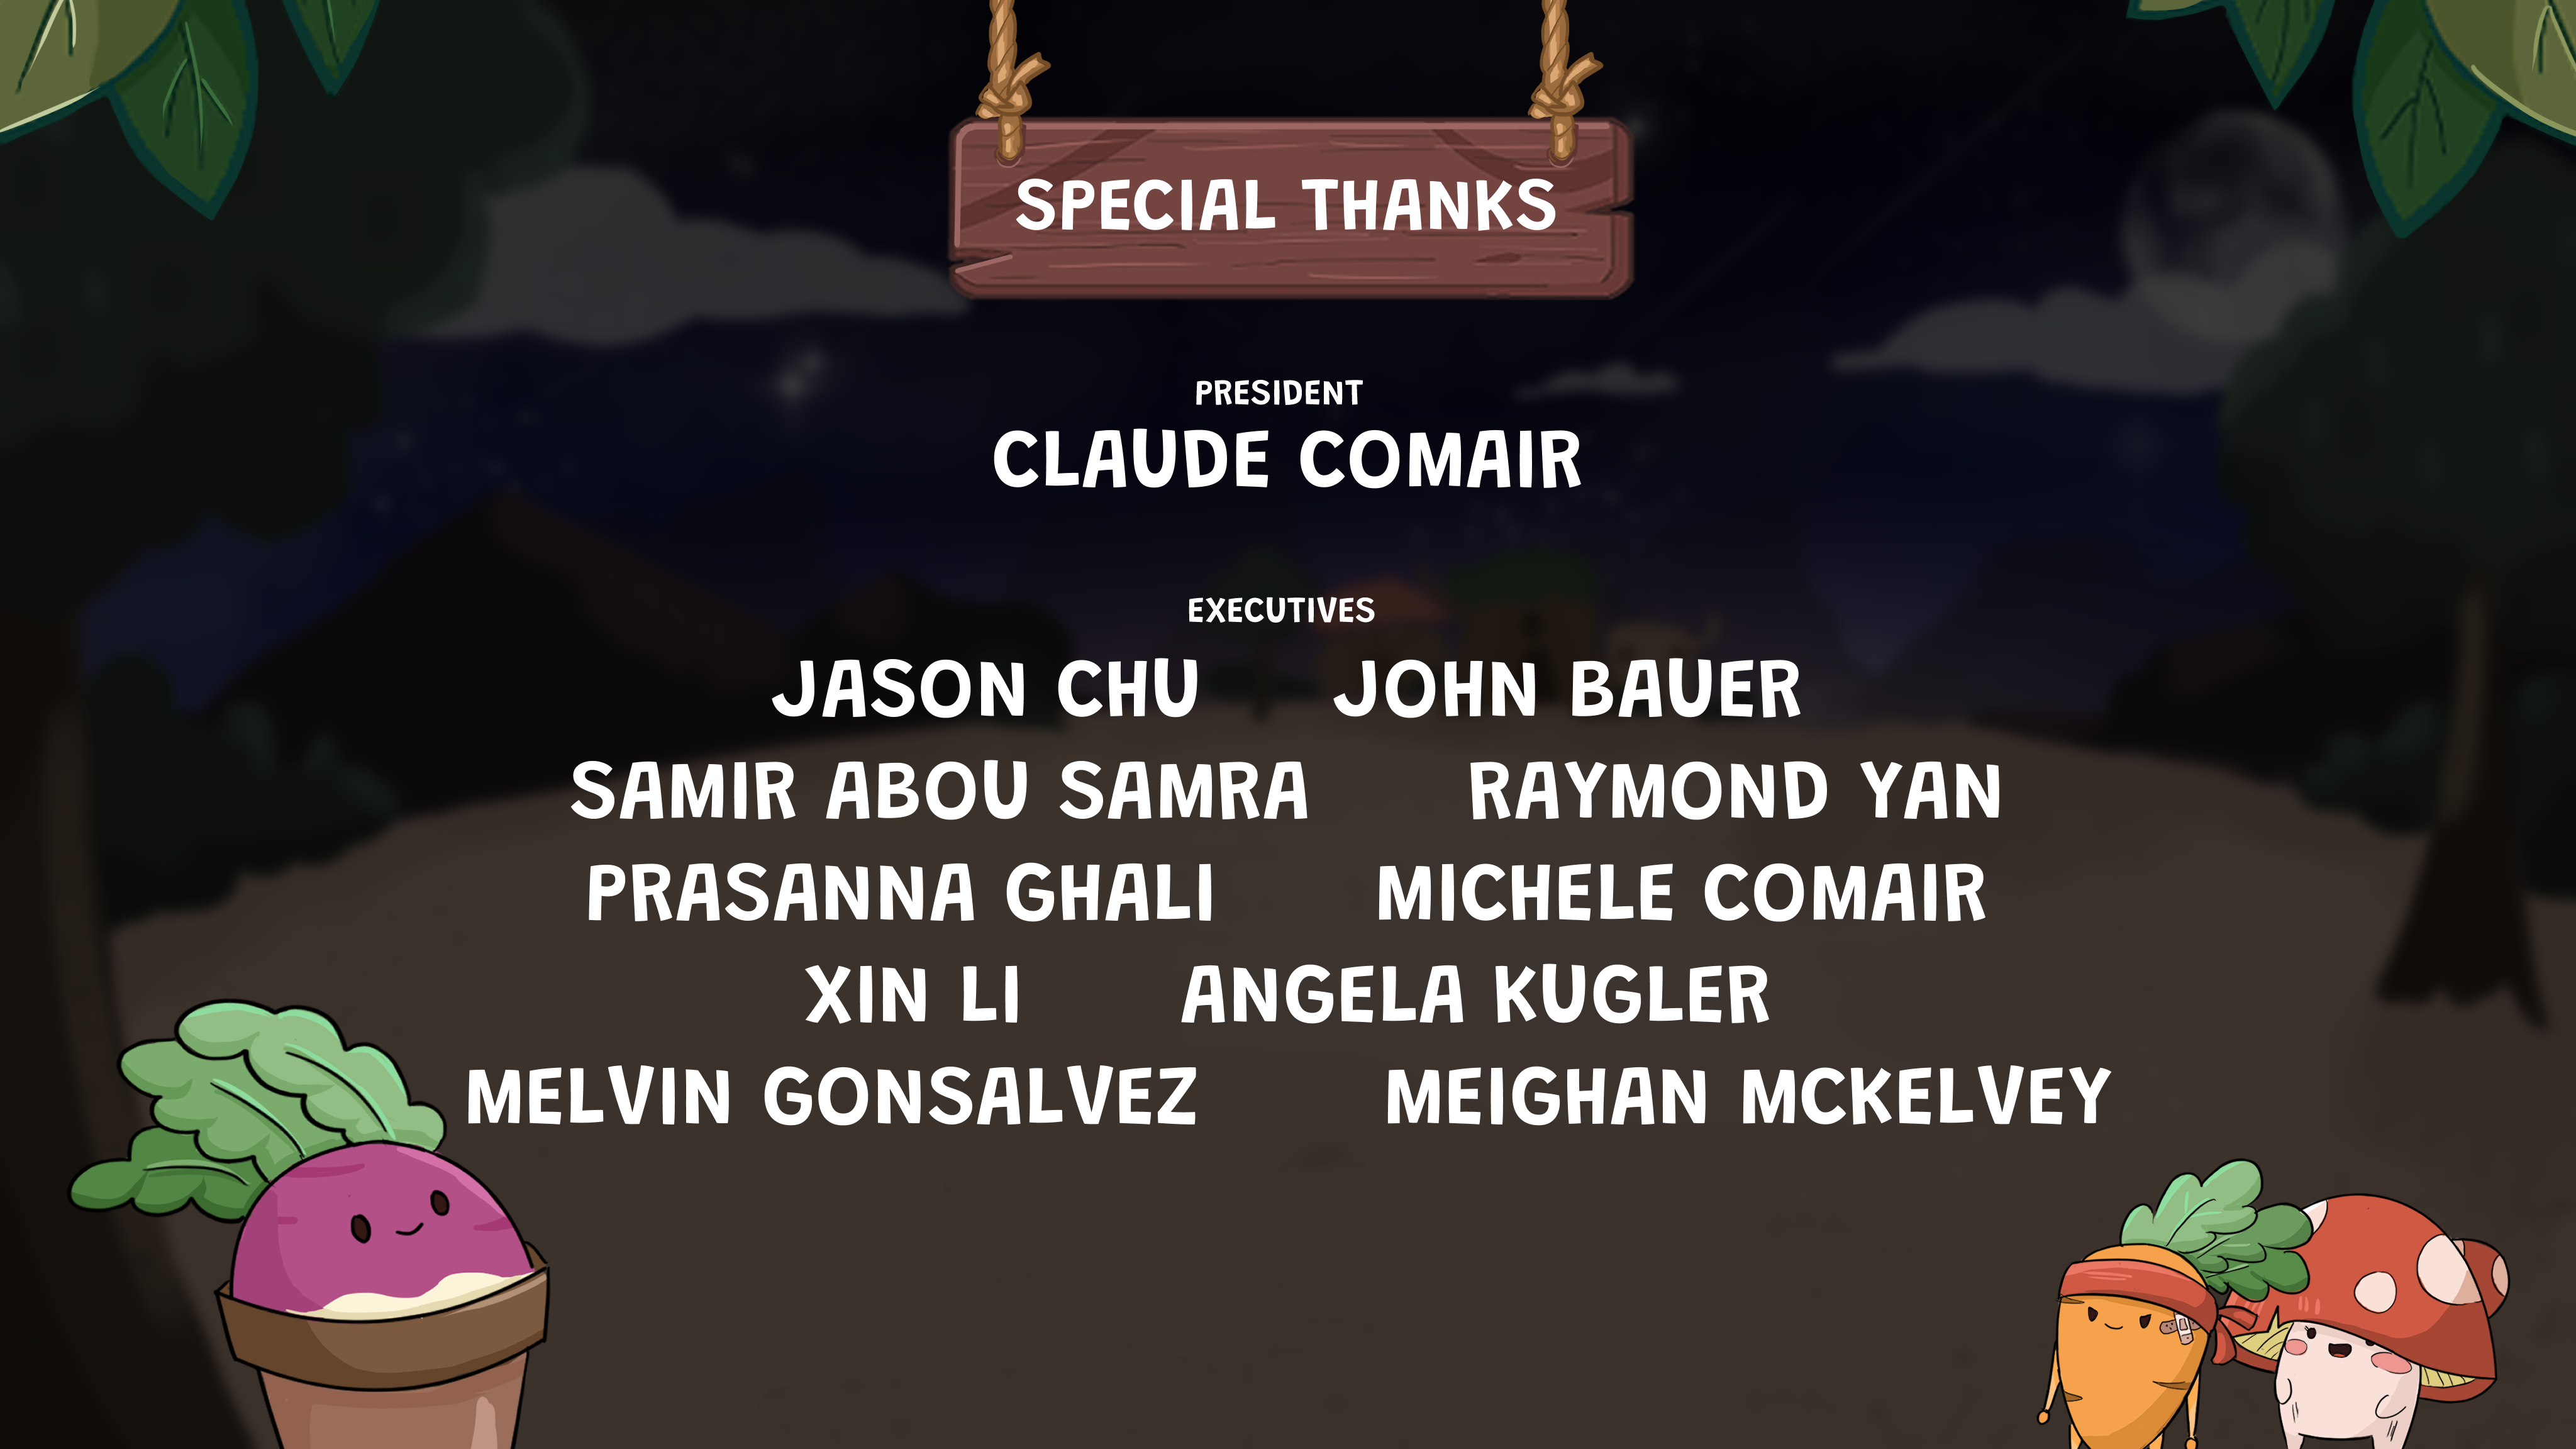 SPECIAL THANKS
PRESIDENT
CLAUDE COMAIR
EXECUTIVES
JASON CHU JOHN BAUER
SAMIR ABOU SAMRA RAYMOND YAN
PRASANNA GHALI MICHELE COMAIR
XIN LI ANGELA KUGLER
MELVIN GONSALVEZ MEIGHAN MCKELVEY